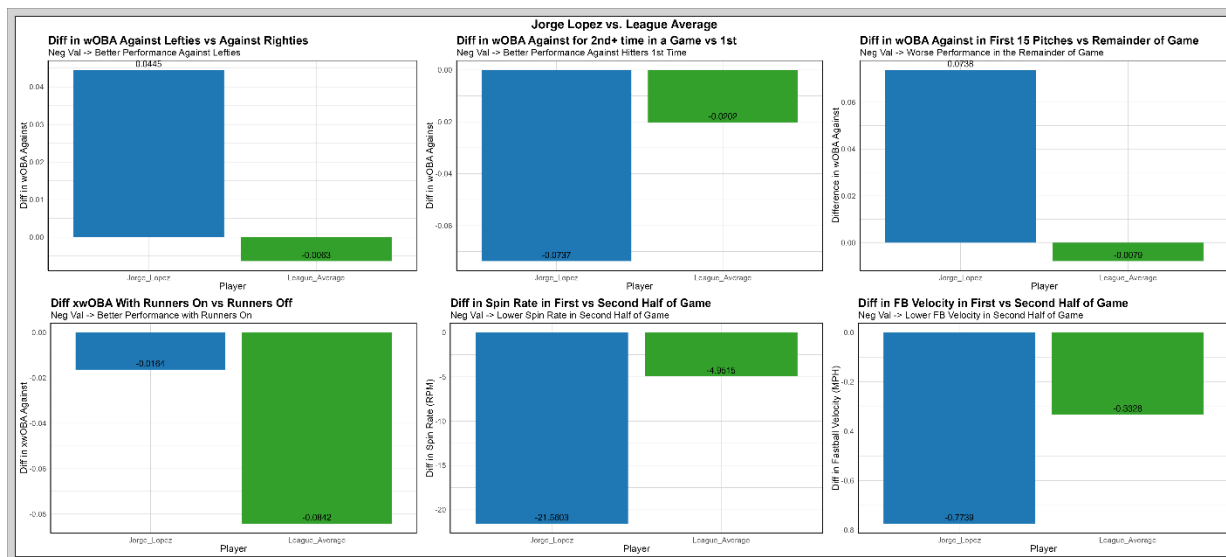 Jorge Lopez vs. League Average
Diff in wOBA Against Lefties vs Against Righties
Neg Val -> Better Performance Against Lefties
0.0445
0.04
0.03
0.02
0.01
0.00
-0.0063
Diff in wOBA Against
Jorge_Lopez
League_Average
Player
Diff in wOBA Against for 2nd+ time in a Game vs 1st
Neg Val -> Better Performance Against Hitters 1st Time
0.00
-0.02
-0.04
-0.06
-0.0202
-0.0737
Diff in wOBA Against
Jorge_Lopez
League_Average
Player
Diff in wOBA Against in First 15 Pitches vs Remainder of Game
Neg Val -> Worse Performance in the Remainder of Game
0.0738
0.06
0.04
0.02
0.00
-0.0079
Difference in wOBA Against
Jorge_Lopez
League_Average
Player
Diff xwOBA With Runners On vs Runners Off
Neg Val -> Better Performance with Runners On
0.00
-0.02
-0.04
-0.06
-0.08
-0.0164
-0.0842
Diff in xwOBA Against
Jorge_Lopez
League_Average
Player
Diff in Spin Rate in First vs Second Half of Game
Neg Val -> Lower Spin Rate in Second Half of Game
0
-5
-10
-15
-20
-4.9515
Diff in Spin Rate (RPM)
Jorge_Lopez
League_Average
Player
Diff in FB Velocity in First vs Second Half of Game
Neg Val -> Lower FB Velocity in Second Half of Game
0.0
-0.2
-0.4
-0.6
-0.3328
-0.7739
Diff in Fastball Velocity (MPH)
Jorge_Lopez
League_Average
Player